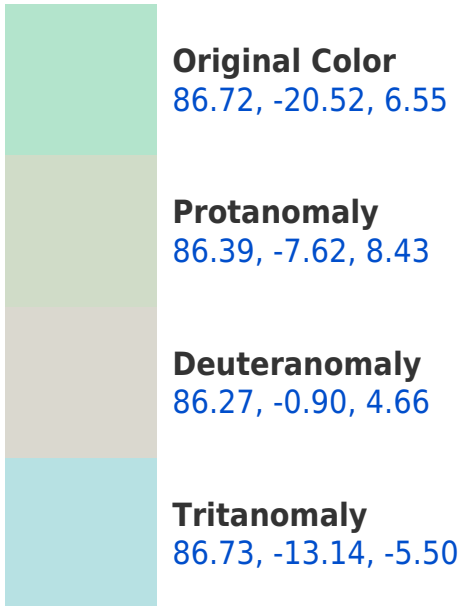 Original Color
86.72, -20.52, 6.55
Protanomaly
86.39, -7.62, 8.43
Deuteranomaly
86.27, -0.90, 4.66
Tritanomaly
86.73, -13.14, -5.50